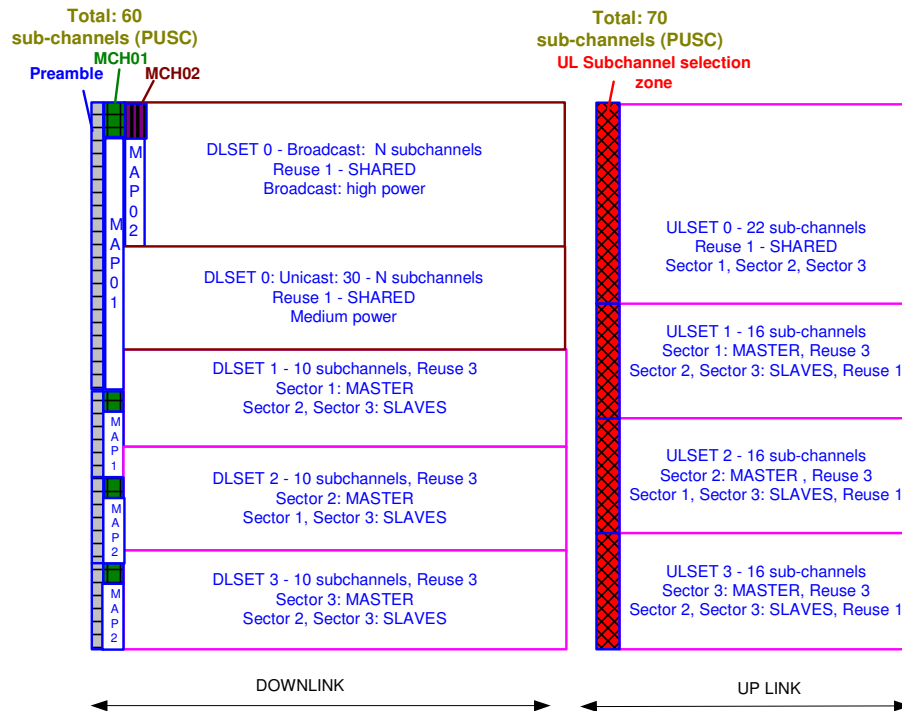 Total: 60
sub-channels (PUSC)
MCH01
Preamble
MCH02
MAP01
MAP02
DLSET 0 - Broadcast: N subchannels
Reuse 1 - SHARED
Broadcast: high power
DLSET 0: Unicast: 30 - N subchannels
Reuse 1 - SHARED
Medium power
MAP1
DLSET 1 - 10 subchannels, Reuse 3
Sector 1: MASTER
Sector 2, Sector 3: SLAVES
MAP2
DLSET 2 - 10 subchannels, Reuse 3
Sector 2: MASTER
Sector 1, Sector 3: SLAVES
MAP2
DLSET 3 - 10 subchannels, Reuse 3
Sector 3: MASTER
Sector 2, Sector 3: SLAVES
DOWNLINK
Total: 70
sub-channels (PUSC)
UL Subchannel selection
zone
ULSET 0 - 22 sub-channels
Reuse 1 - SHARED
Sector 1, Sector 2, Sector 3
ULSET 1 - 16 sub-channels
Sector 1: MASTER, Reuse 3
Sector 2, Sector 3: SLAVES, Reuse 1
ULSET 2 - 16 sub-channels
Sector 2: MASTER , Reuse 3
Sector 1, Sector 3: SLAVES, Reuse 1
ULSET 3 - 16 sub-channels
Sector 3: MASTER, Reuse 3
Sector 2, Sector 3: SLAVES, Reuse 1
UP LINK